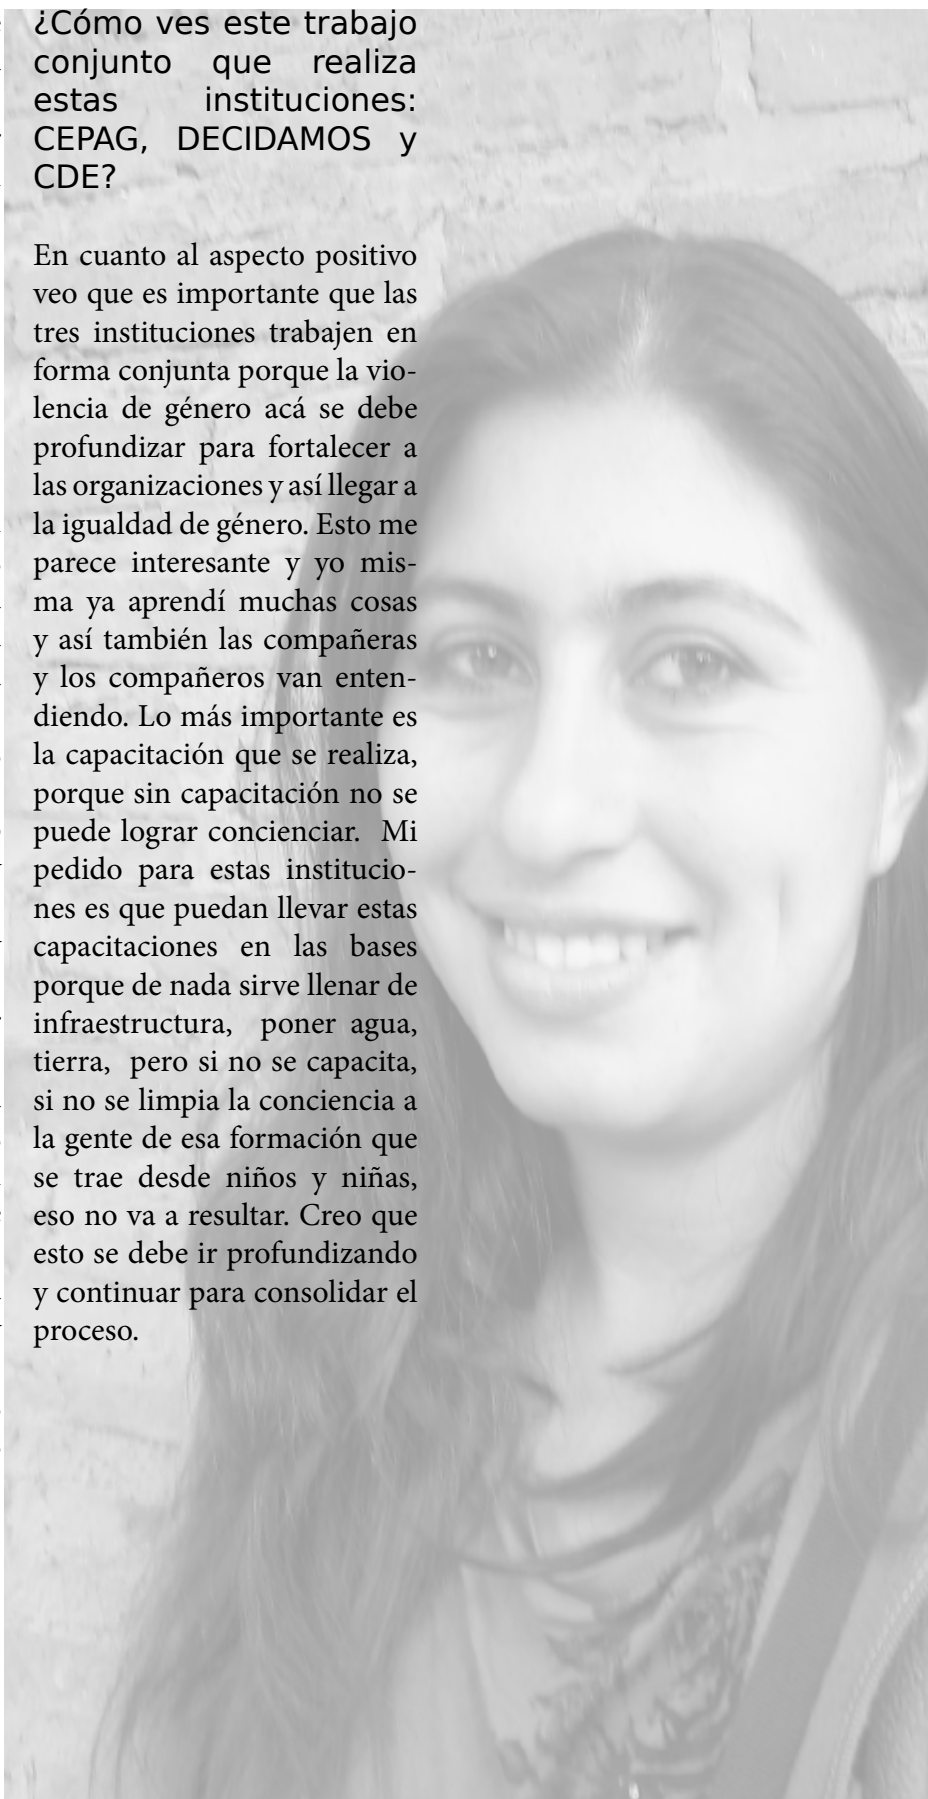 ¿Cómo ves este trabajo
conjunto que realiza
estas instituciones:
CEPAG, DECIDAMOS y
CDE?
En cuanto al aspecto positivo
veo que es importante que las
tres instituciones trabajen en
forma conjunta porque la vio-
lencia de género acá se debe
profundizar para fortalecer a
las organizaciones y así llegar a
la igualdad de género. Esto me
parece interesante y yo mis-
ma ya aprendí muchas cosas
y así también las compañeras
y los compañeros van enten-
diendo. Lo más importante es
la capacitación que se realiza,
porque sin capacitación no se
puede lograr concienciar.  Mi
pedido para estas institucio-
nes es que puedan llevar estas
capacitaciones en las bases
porque de nada sirve llenar de
infraestructura,  poner agua,
tierra,  pero si no se capacita,
si no se limpia la conciencia a
la gente de esa formación que
se trae desde niños y niñas,
eso no va a resultar. Creo que
esto se debe ir profundizando
y continuar para consolidar el
proceso.